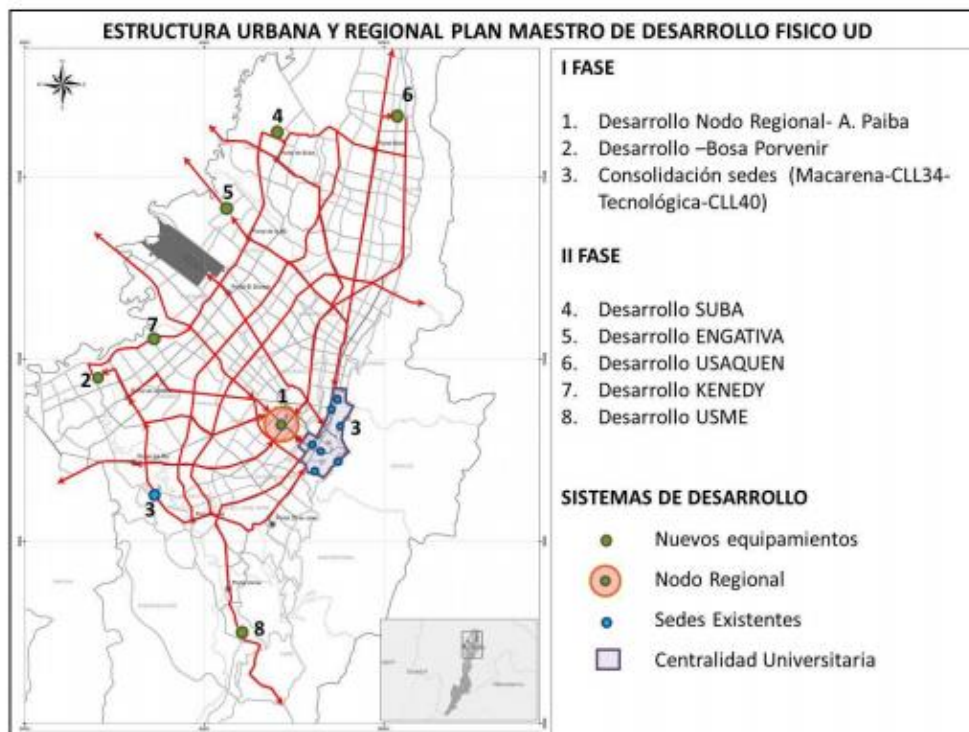 ESTRUCTURA URBANA Y REGIONAL PLAN MAESTRO DE DESARROLLO FISICO UD
I FASE
1. Desarrollo Nodo Regional- A. Paiba
2. Desarrollo –Bosa Porvenir
3. Consolidación sedes (Macarena-CLL34-
Tecnológica-CLL40)
II FASE
4. Desarrollo SUBA
5. Desarrollo ENGATIVA
6. Desarrollo USAQUEN
7. Desarrollo KENEDY
8. Desarrollo USME
SISTEMAS DE DESARROLLO
Nuevos equipamientos
Nodo Regional
Sedes Existentes
Centralidad Universitaria
6
4
5
7
2
1
3
3
8